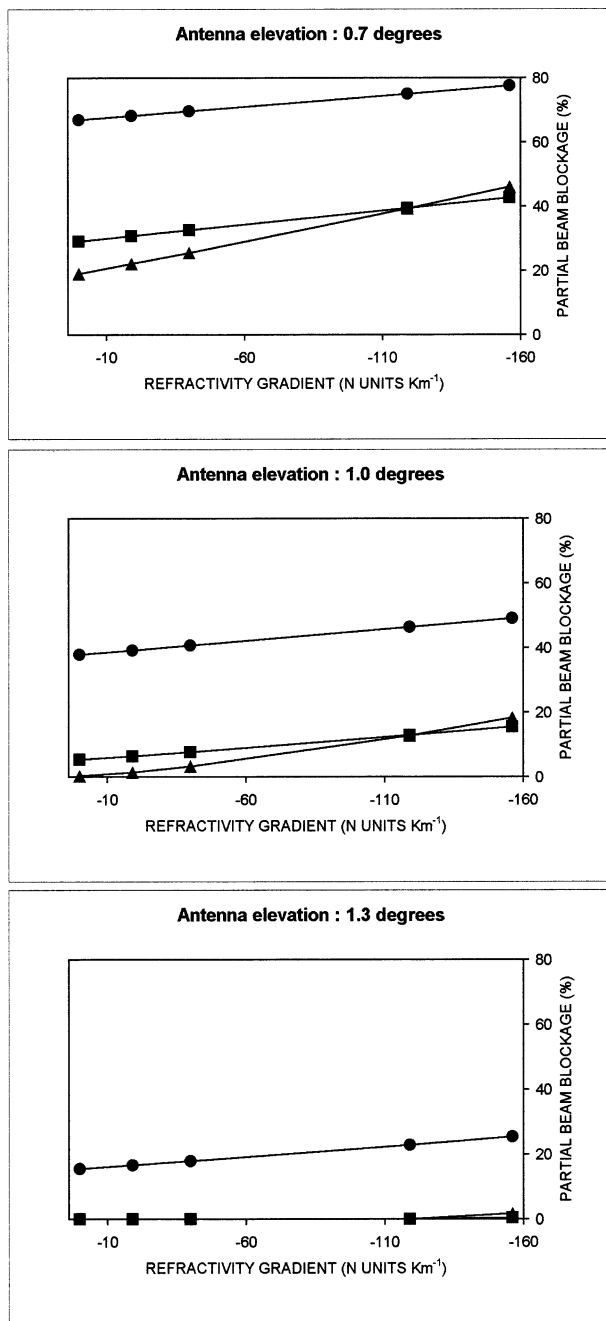 Antenna elevation : 0.7 degrees
80
60
40
20
0
PARTIAL BEAM BLOCKAGE (%)
-10 -60 -110 -160
REFRACTIVITY GRADIENT (N UNITS Km-1)
Antenna elevation : 1.0 degrees
80
60
40
20
0
PARTIAL BEAM BLOCKAGE (%)
-10 -60 -110 -160
REFRACTIVITY GRADIENT (N UNITS Km-1)
Antenna elevation : 1.3 degrees
80
60
40
20
0
PARTIAL BEAM BLOCKAGE (%)
-10 -60 -110 -160
REFRACTIVITY GRADIENT (N UNITS Km-1)